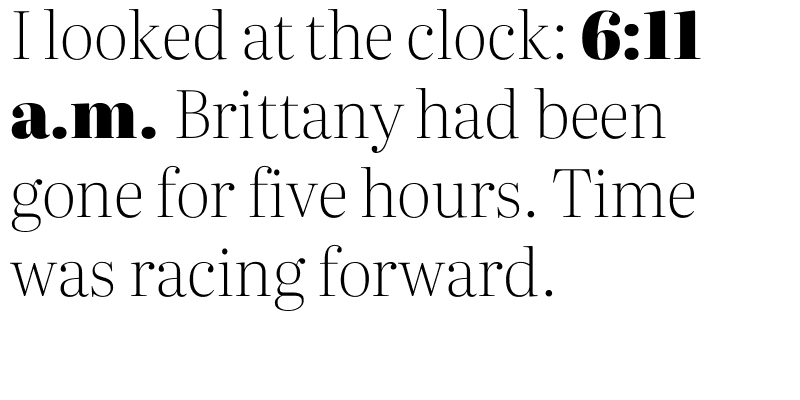 I looked at the clock: 6:11
a.m. Brittany had been
gone for five hours. Time
was racing forward.